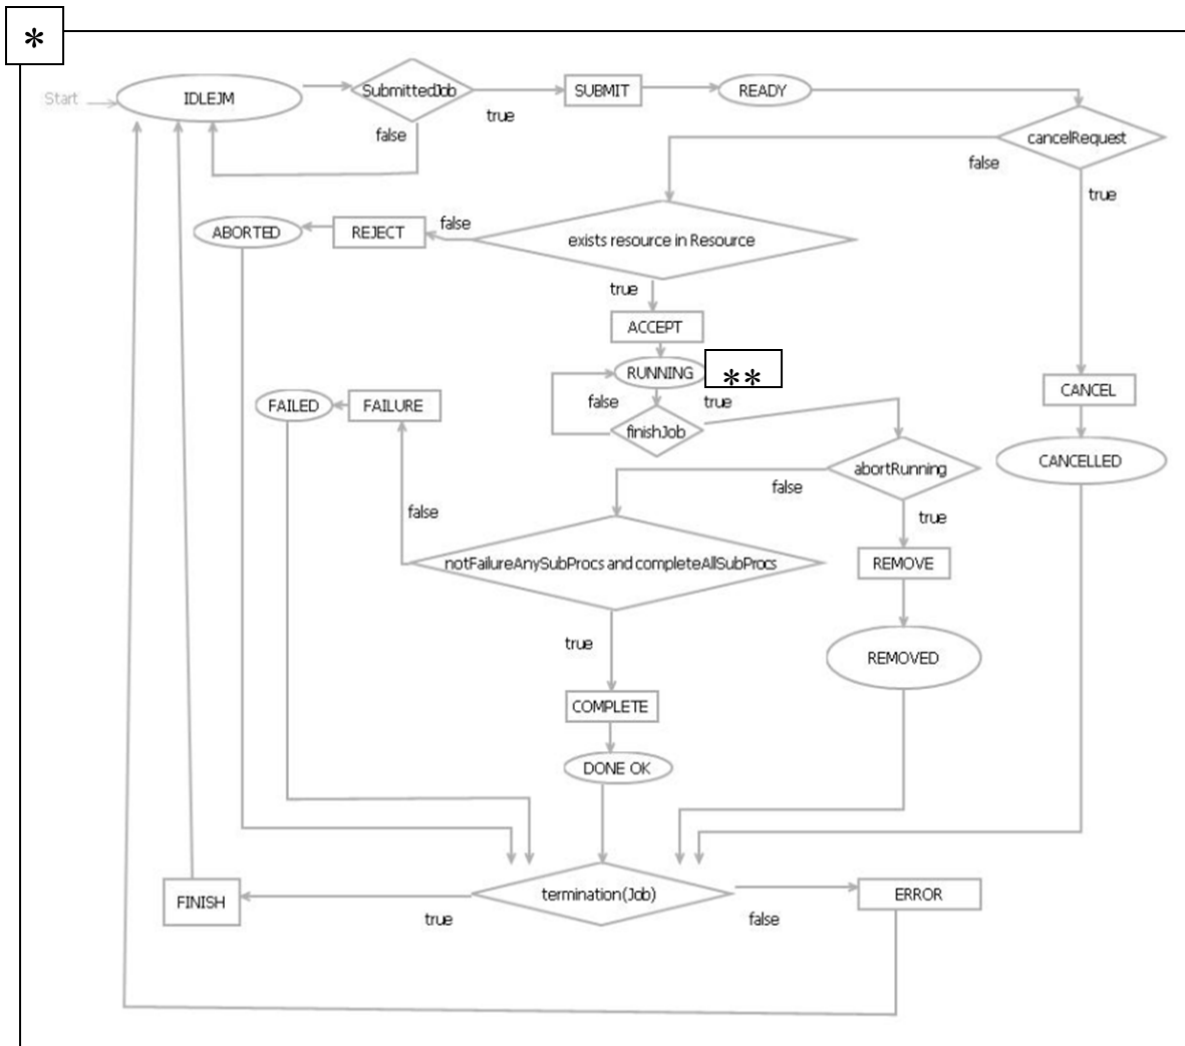 *
Start
IDLEJM
SubmittedJob
SUBMIT
READY
true
false
cancelRequest
false
true
ABORTED
REJECT
false
exists resource in Resource
true
ACCEPT
RUNNING
**
CANCEL
FAILED
FAILURE
false
true
finishJob
CANCELLED
abortRunning
false
true
false
notFailureAnySubProcs and completeAllSubProcs
REMOVE
true
REMOVED
COMPLETE
DONE OK
termination(Job)
FINISH
ERROR
true
false